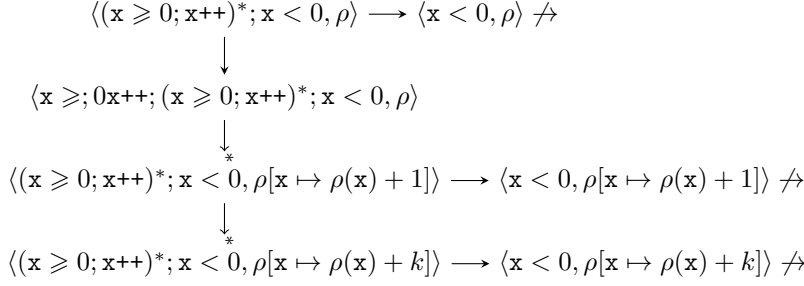 ⟨(x ⩾ 0; x++)*; x < 0, ρ⟩ ⟶ ⟨x < 0, ρ⟩ ↛
⟨x ⩾; 0x++; (x ⩾ 0; x++)*; x < 0, ρ⟩
*
⟨(x ⩾ 0; x++)*; x < 0, ρ[x ↦ ρ(x) + 1]⟩ ⟶ ⟨x < 0, ρ[x ↦ ρ(x) + 1]⟩ ↛
*
⟨(x ⩾ 0; x++)*; x < 0, ρ[x ↦ ρ(x) + k]⟩ ⟶ ⟨x < 0, ρ[x ↦ ρ(x) + k]⟩ ↛